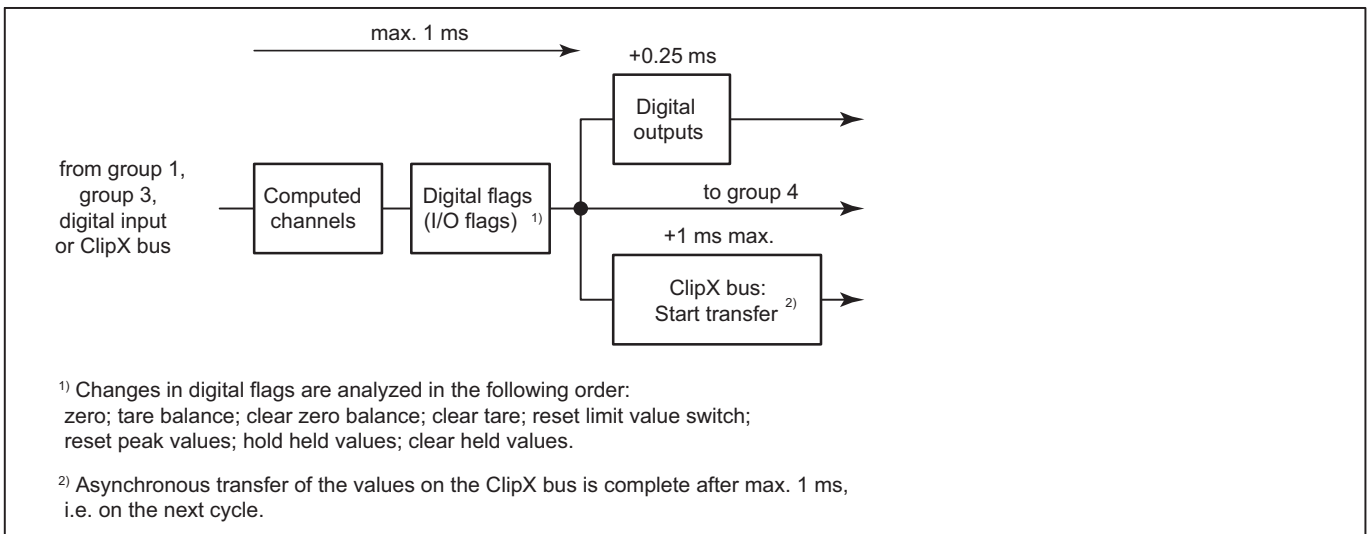 max. 1 ms
+0.25 ms
Digital
outputs
from group 1,
group 3,
digital input
or ClipX bus
Computed
channels
Digital flags
(I/O flags) 1)
to group 4
+1 ms max.
ClipX bus:
Start transfer 2)
1) Changes in digital flags are analyzed in the following order:
zero; tare balance; clear zero balance; clear tare; reset limit value switch;
reset peak values; hold held values; clear held values.
2) Asynchronous transfer of the values on the ClipX bus is complete after max. 1 ms,
i.e. on the next cycle.